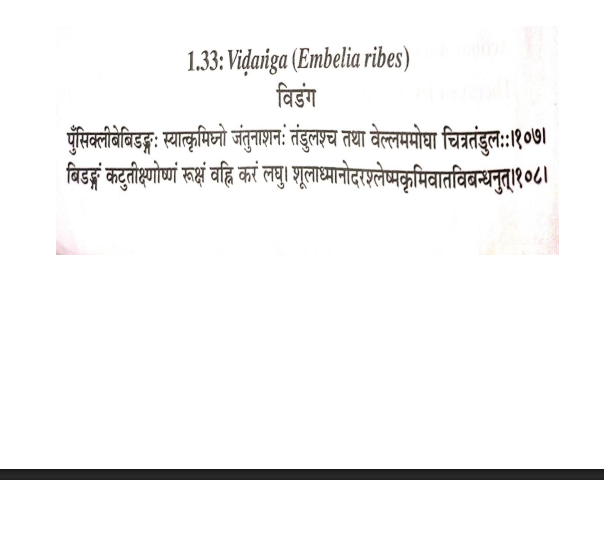 1.33: Viḍaṅga (Embelia ribes)
विडंग
पुँसिक्लीबेबिडङ्गः स्यात्कृमिघ्नो जंतुनाशनः तंडुलश्च तथा वेल्लममोघा चित्रतंडुलः:।१०७।
बिडङ्गं कटुतीक्ष्णोष्णं रूक्षं वह्नि करं लघु। शूलाध्मानोदरश्लेष्मकृमिवातविबन्धनुत्।१०८।